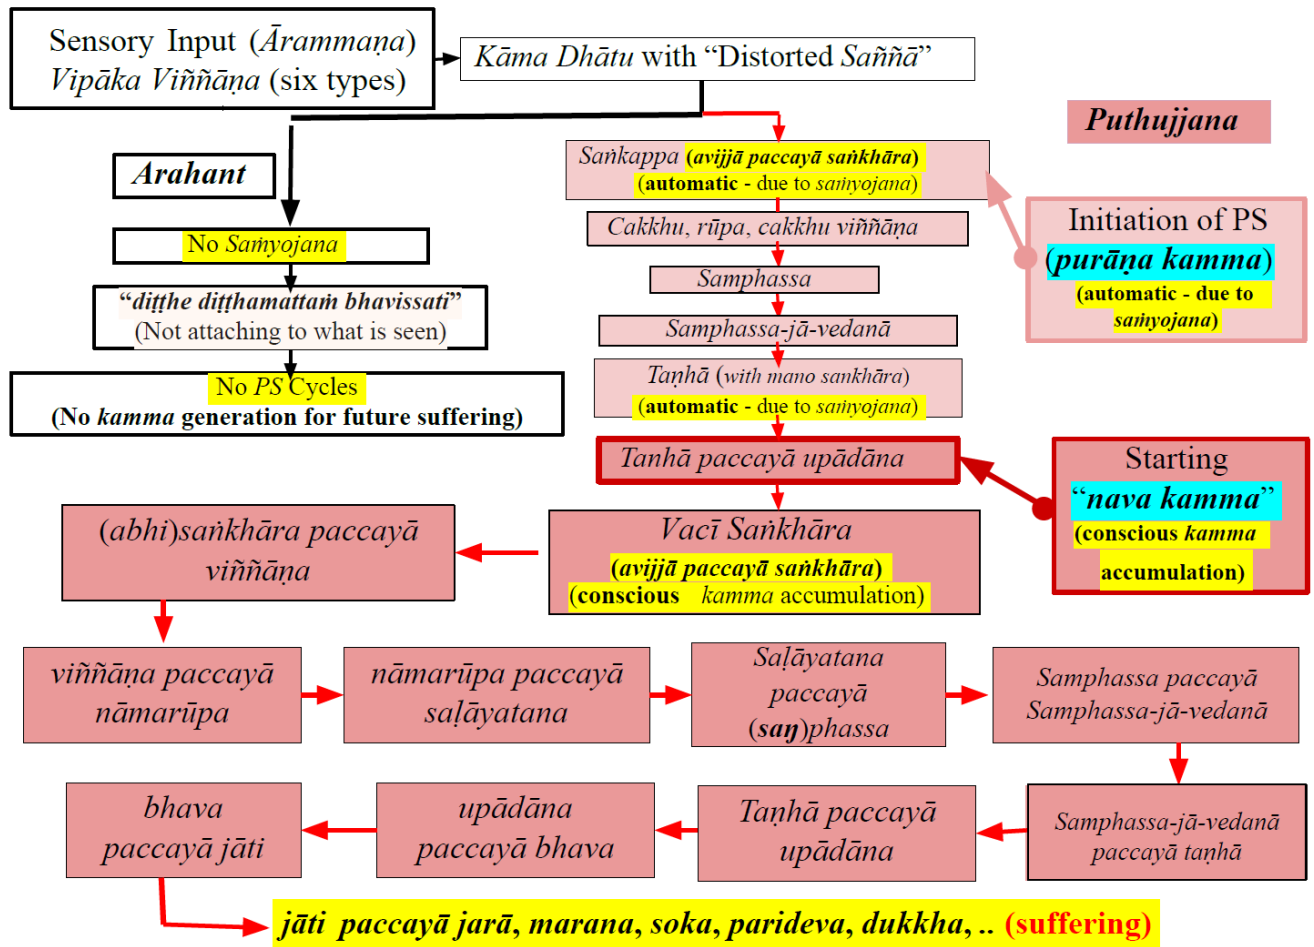 Sensory Input (Ārammaṇa)
Vipāka Viññāṇa (six types)
Kāma Dhātu with “Distorted Saññā”
Puthujjana
Arahant
No Saṁyojana
“diṭṭhe diṭṭhamattaṁ bhavissati”
(Not attaching to what is seen)
No PS Cycles
(No kamma generation for future suffering)
Saṅkappa (avijjā paccayā saṅkhāra)
(automatic - due to saṁyojana)
Cakkhu, rūpa, cakkhu viññāṇa
Samphassa
Samphassa-jā-vedanā
Taṇhā (with mano sankhāra)
(automatic - due to saṁyojana)
Tanhā paccayā upādāna
Initiation of PS
(purāṇa kamma)
(automatic - due to
saṁyojana)
Starting
“nava kamma”
(conscious kamma
accumulation)
Vacī Saṅkhāra
(avijjā paccayā saṅkhāra)
(conscious kamma accumulation)
(abhi)saṅkhāra paccayā
viññāṇa
viññāṇa paccayā
nāmarūpa
nāmarūpa paccayā
saḷāyatana
Saḷāyatana
paccayā
(saŋ)phassa
Samphassa paccayā
Samphassa-jā-vedanā
Samphassa-jā-vedanā
paccayā taṇhā
Taṇhā paccayā
upādāna
upādāna
paccayā bhava
bhava
paccayā jāti
jāti paccayā jarā, marana, soka, parideva, dukkha, .. (suffering)